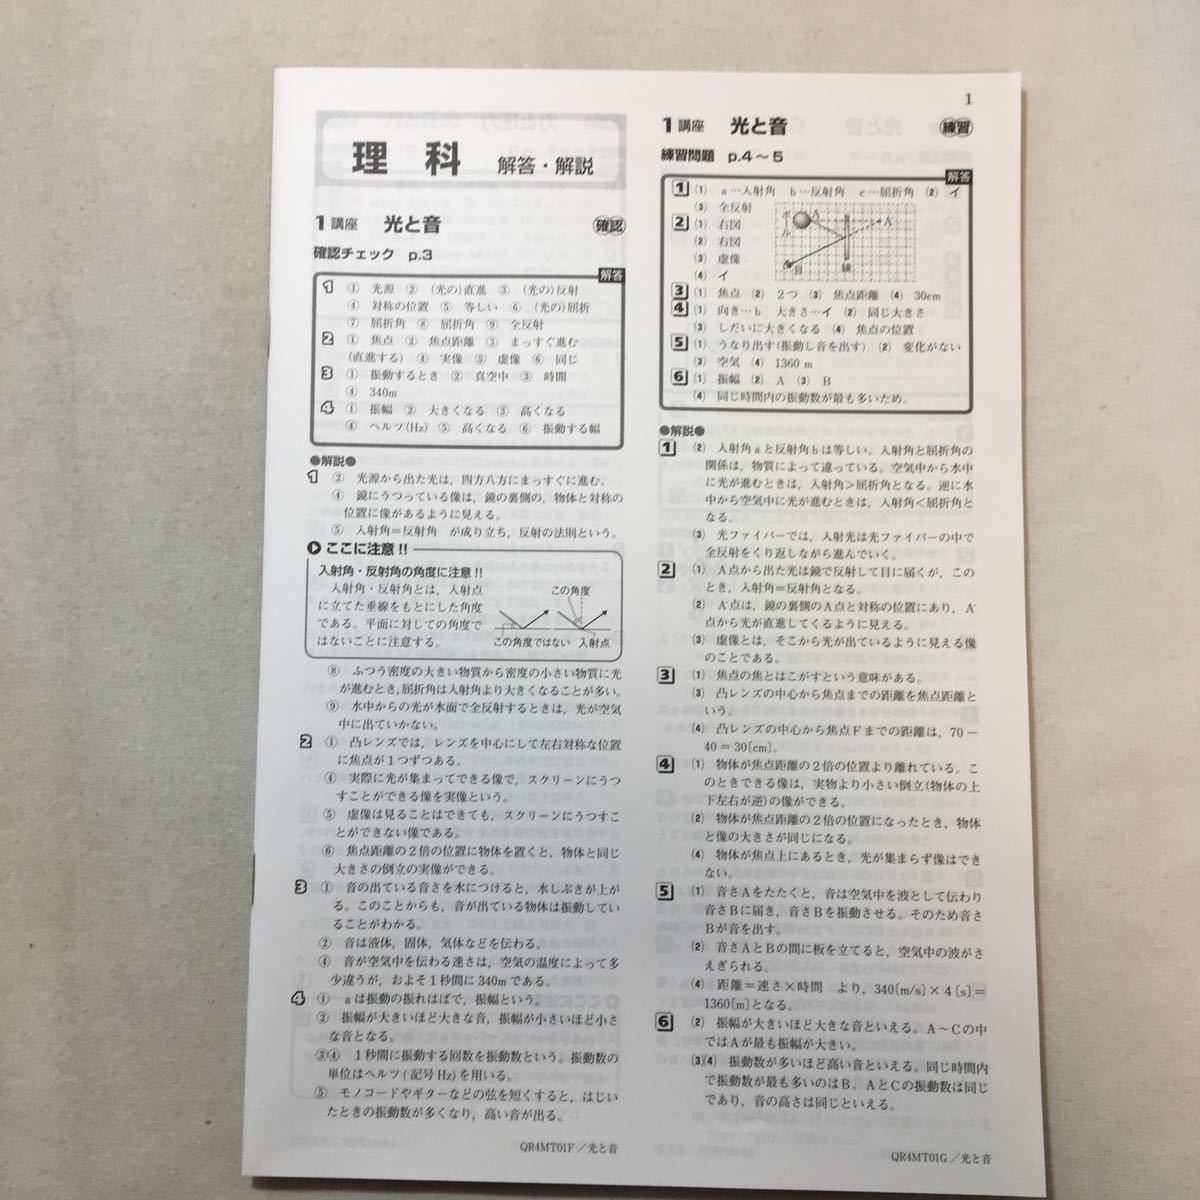 理 科 解答・解説
1 講座 光と音 確認
確認チェック p.3
解答
1 ① 光源 ② (光の)直進 ③ (光の)反射
④ 対称の位置 ⑤ 等しい ⑥ (光の)屈折
⑦ 屈折角 ⑧ 屈折角 ⑨ 全反射
2 ① 焦点 ② 焦点距離 ③ まっすぐ進む
(直進する) ④ 実像 ⑤ 虚像 ⑥ 同じ
3 ① 振動するとき ② 真空中 ③ 時間
④ 340m
4 ① 振幅 ② 大きくなる ③ 高くなる
④ ヘルツ(Hz) ⑤ 高くなる ⑥ 振動する幅
●解説●
1 ② 光源から出た光は，四方八方にまっすぐに進む。
④ 鏡にうつっている像は，鏡の裏側の，物体と対称の
位置に像があるように見える。
⑤ 入射角＝反射角 が成り立ち，反射の法則という。
ここに注意!!
入射角・反射角の角度に注意!!
入射角・反射角とは，入射点
に立てた垂線をもとにした角度
である。平面に対しての角度で
はないことに注意する。
この角度
この角度ではない 入射点
⑧ ふつう密度の大きい物質から密度の小さい物質に光
が進むとき，屈折角は入射角より大きくなることが多い。
⑨ 水中からの光が水面で全反射するときは，光が空気
中に出ていかない。
2 ① 凸レンズでは，レンズを中心にして左右対称な位置
に焦点が１つずつある。
④ 実際に光が集まってできる像で，スクリーンにうつ
すことができる像を実像という。
⑤ 虚像は見ることはできても，スクリーンにうつすこ
とができない像である。
⑥ 焦点距離の２倍の位置に物体を置くと，物体と同じ
大きさの倒立の実像ができる。
3 ① 音の出ている音さを水につけると，水しぶきが上が
る。このことからも，音が出ている物体は振動してい
ることがわかる。
② 音は液体，固体，気体などを伝わる。
④ 音が空気中を伝わる速さは，空気の温度によって多
少違うが，およそ１秒間に 340m である。
4 ① aは振動の振れはばで，振幅という。
② 振幅が大きいほど大きな音，振幅が小さいほど小さ
な音となる。
③④ １秒間に振動する回数を振動数という。振動数の
単位はヘルツ(記号Hz)を用いる。
⑤ モノコードやギターなどの弦を短くすると，はじい
たときの振動数が多くなり，高い音が出る。
QR4MT01F／光と音
1
1 講座 光と音 練習
練習問題 p.4～5
解答
1 (1) a…入射角 b…反射角 c…屈折角 (2) イ
(3) 全反射
2 (1) 右図
(2) 右図
(3) 虚像
(4) イ
ボール A A′
目 鏡
3 (1) 焦点 (2) ２つ (3) 焦点距離 (4) 30cm
4 (1) 向き…b 大きさ…イ (2) 同じ大きさ
(3) しだいに大きくなる (4) 焦点の位置
5 (1) うなり出す(振動し音を出す) (2) 変化がない
(3) 空気 (4) 1360 m
6 (1) 振幅 (2) A (3) B
(4) 同じ時間内の振動数が最も多いため。
●解説●
1 (2) 入射角aと反射角bは等しい。入射角と屈折角の
関係は，物質によって違っている。空気中から水中
に光が進むときは，入射角＞屈折角となる。逆に水
中から空気中に光が進むときは，入射角＜屈折角と
なる。
(3) 光ファイバーでは，入射光は光ファイバーの中で
全反射をくり返しながら進んでいく。
2 (1) A点から出た光は鏡で反射して目に届くが，この
とき，入射角＝反射角となる。
(2) A′点は，鏡の裏側のA点と対称の位置にあり，A′
点から光が直進してくるように見える。
(3) 虚像とは，そこから光が出ているように見える像
のことである。
3 (1) 焦点の焦とはこがすという意味がある。
(3) 凸レンズの中心から焦点までの距離を焦点距離と
いう。
(4) 凸レンズの中心から焦点Fまでの距離は，70－
40＝30〔cm〕。
4 (1) 物体が焦点距離の２倍の位置より離れている。こ
のときできる像は，実物より小さい倒立(物体の上
下左右が逆)の像ができる。
(2) 物体が焦点距離の２倍の位置になったとき，物体
と像の大きさが同じになる。
(4) 物体が焦点上にあるとき，光が集まらず像はでき
ない。
5 (1) 音さAをたたくと，音は空気中を波として伝わり
音さBに届き，音さBを振動させる。そのため音さ
Bが音を出す。
(2) 音さAとBの間に板を立てると，空気中の波がさ
えぎられる。
(4) 距離＝速さ×時間 より，340〔m/s〕×４〔s〕＝
1360〔m〕となる。
6 (2) 振幅が大きいほど大きな音といえる。A～Cの中
ではAが最も振幅が大きい。
(3)(4) 振動数が多いほど高い音といえる。同じ時間内
で振動数が最も多いのはB。AとCの振動数は同じ
であり，音の高さは同じといえる。
QR4MT01G／光と音